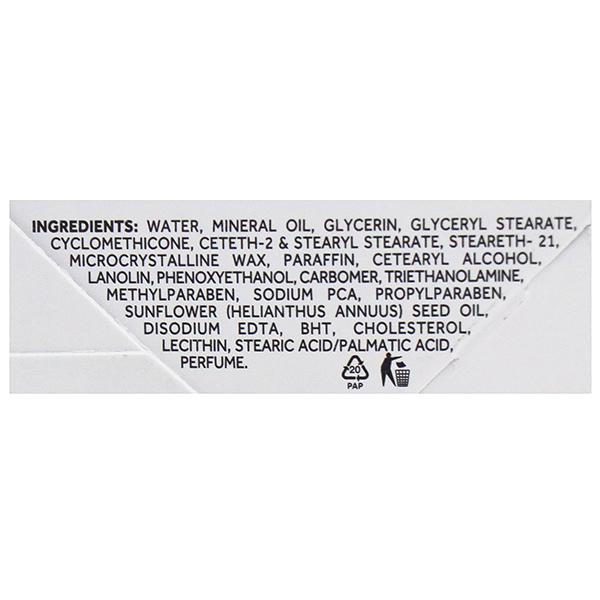 INGREDIENTS: WATER, MINERAL OIL, GLYCERIN, GLYCERYL STEARATE,
CYCLOMETHICONE, CETETH-2 & STEARYL STEARATE, STEARETH- 21,
MICROCRYSTALLINE WAX, PARAFFIN, CETEARYL ALCOHOL,
LANOLIN, PHENOXYETHANOL, CARBOMER, TRIETHANOLAMINE,
METHYLPARABEN, SODIUM PCA, PROPYLPARABEN,
SUNFLOWER (HELIANTHUS ANNUUS) SEED OIL,
DISODIUM EDTA, BHT, CHOLESTEROL,
LECITHIN, STEARIC ACID/PALMATIC ACID,
PERFUME.
20
PAP